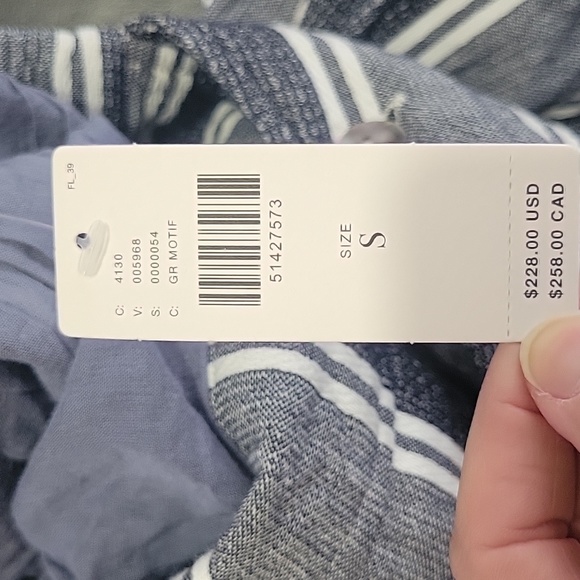 FL_39
C: 4130
V: 005968
S: 0000054
C: GR MOTIF
51427573
SIZE
S
$228.00 USD
$258.00 CAD